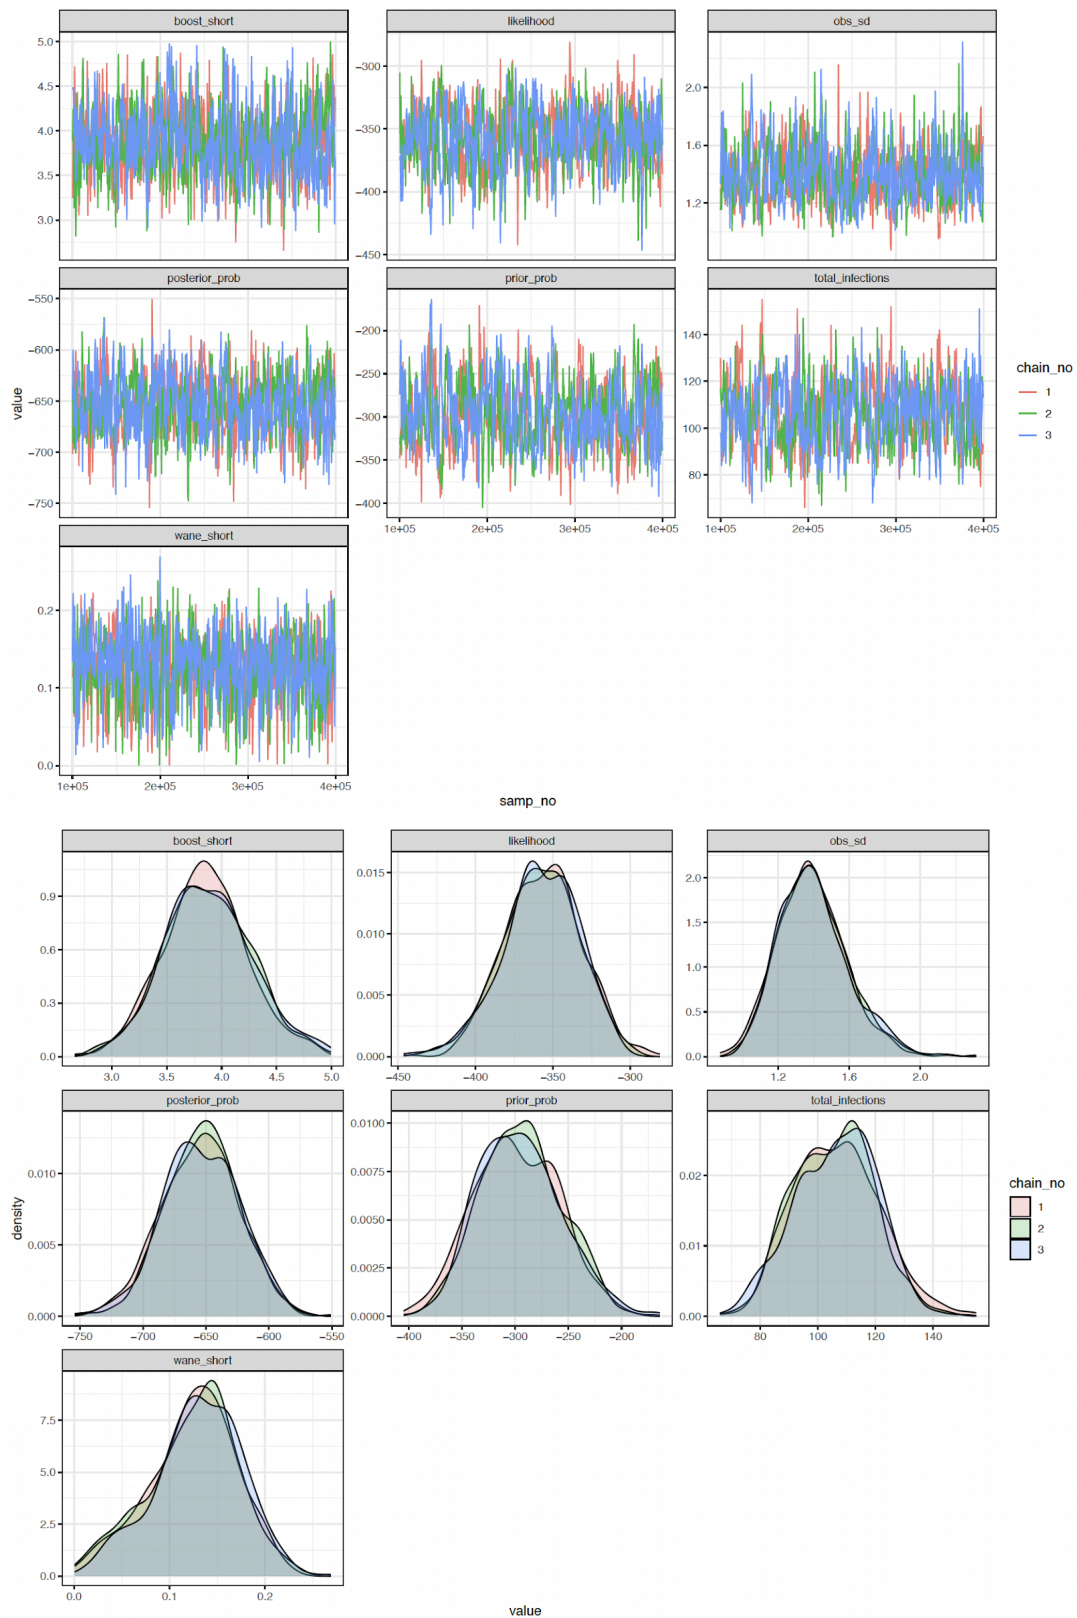 boost_short
likelihood
obs_sd
5.0
4.5
4.0
3.5
3.0
−300
−350
−400
−450
2.0
1.6
1.2
posterior_prob
prior_prob
total_infections
−550
−600
−650
−700
−750
−200
−250
−300
−350
−400
140
120
100
80
value
1e+05 2e+05 3e+05 4e+05
1e+05 2e+05 3e+05 4e+05
chain_no
1
2
3
wane_short
0.2
0.1
0.0
1e+05 2e+05 3e+05 4e+05
samp_no
boost_short
likelihood
obs_sd
0.9
0.6
0.3
0.0
0.015
0.010
0.005
0.000
2.0
1.5
1.0
0.5
0.0
3.0 3.5 4.0 4.5 5.0
−450 −400 −350 −300
1.2 1.6 2.0
posterior_prob
prior_prob
total_infections
0.010
0.005
0.000
0.0100
0.0075
0.0050
0.0025
0.0000
0.02
0.01
0.00
−750 −700 −650 −600 −550
−400 −350 −300 −250 −200
80 100 120 140
density
chain_no
1
2
3
wane_short
7.5
5.0
2.5
0.0
0.0 0.1 0.2
value